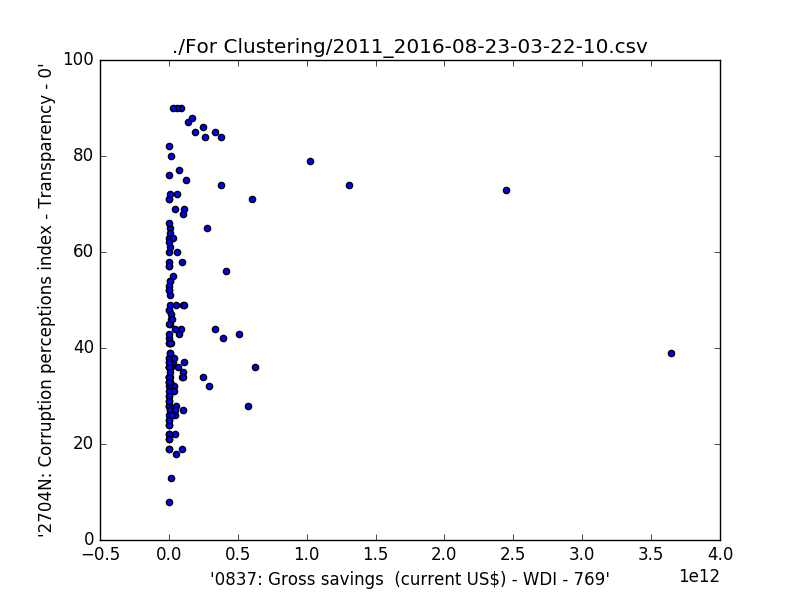 ./For Clustering/2011_2016-08-23-03-22-10.csv
100
80
60
40
20
0
'2704N: Corruption perceptions index - Transparency - 0'
−0.5 0.0 0.5 1.0 1.5 2.0 2.5 3.0 3.5 4.0
1e12
'0837: Gross savings  (current US$) - WDI - 769'